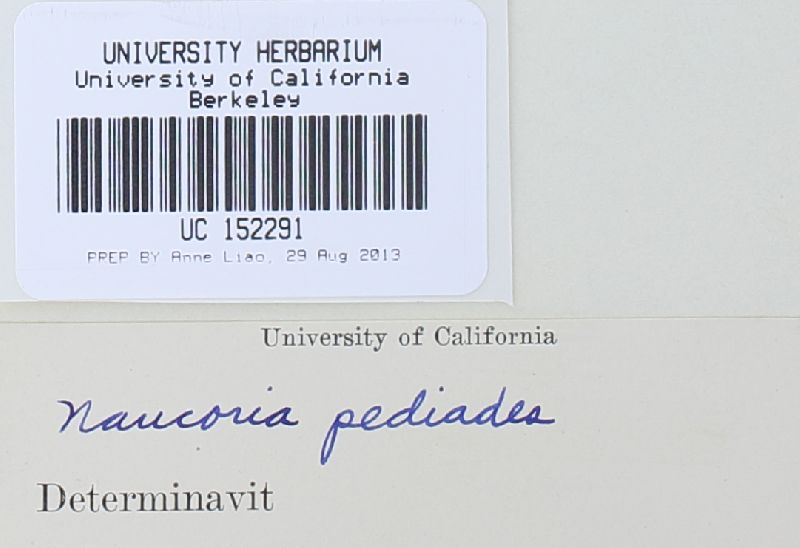 UNIVERSITY HERBARIUM
University of California
Berkeley
UC 152291
PREP BY Anne Liao, 29 Aug 2013
University of California
Naucoria pediades
Determinavit